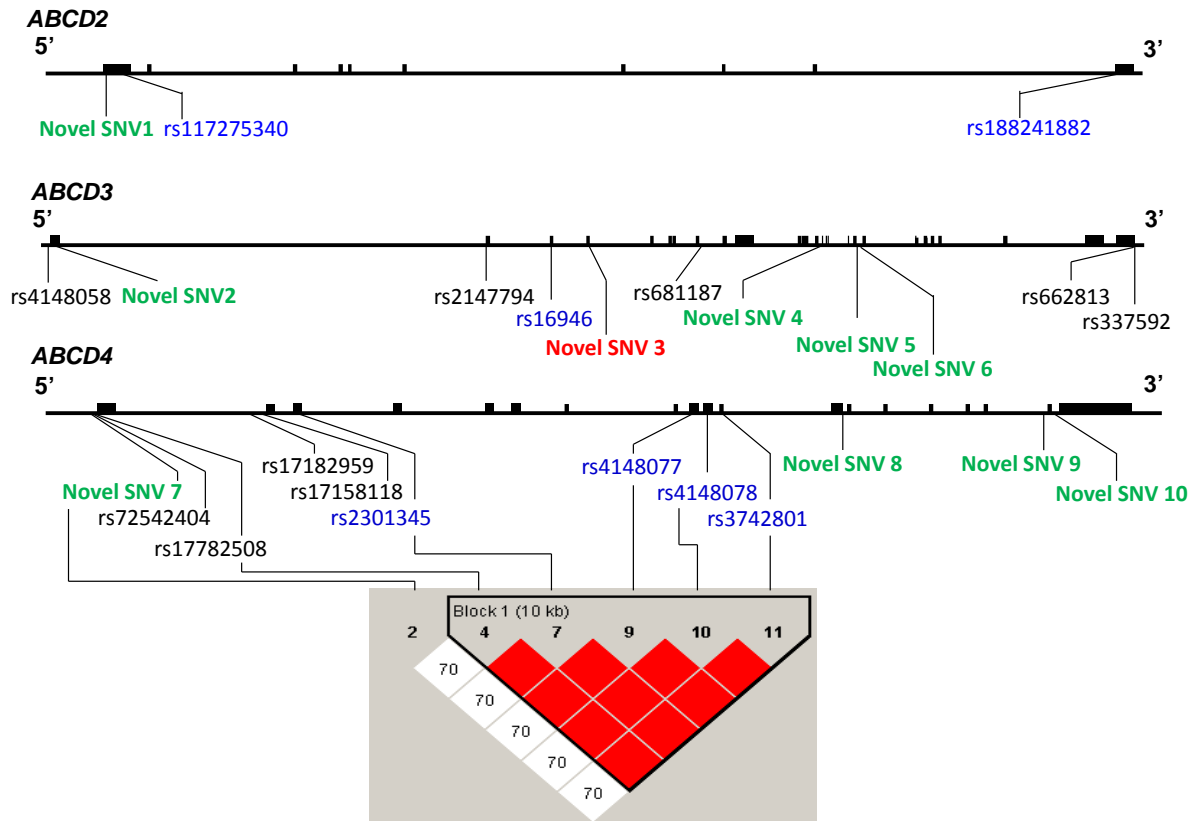 ABCD2
5’ 3’
Novel SNV1 rs117275340 rs188241882
ABCD3
5’ 3’
rs4148058 Novel SNV2 rs2147794 rs681187 Novel SNV 4 rs662813
rs16946 rs337592
Novel SNV 3 Novel SNV 5
Novel SNV 6
ABCD4
5’ 3’
rs17182959 rs4148077 Novel SNV 8 Novel SNV 9
Novel SNV 7 rs17158118 rs4148078 Novel SNV 10
rs72542404 rs2301345 rs3742801
rs17782508
Block 1 (10 kb)
2 4 7 9 10 11
70
70
70
70
70